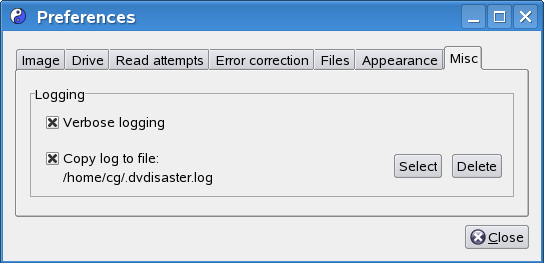 Preferences
Image Drive Read attempts Error correction Files Appearance Misc
Logging
Verbose logging
Copy log to file:
/home/cg/.dvdisaster.log
Select Delete
Close